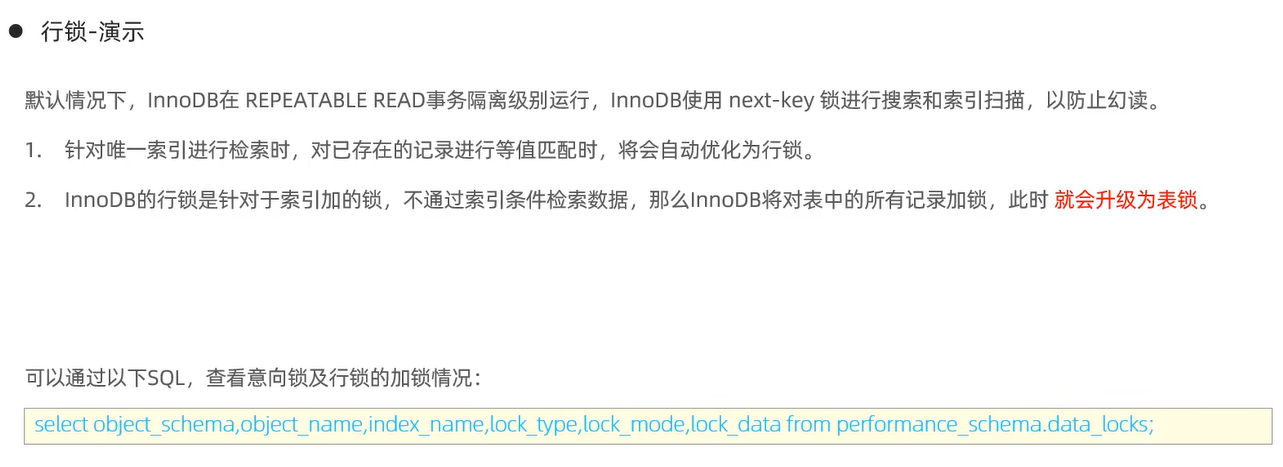 ● 行锁-演示
默认情况下，InnoDB在 REPEATABLE READ事务隔离级别运行，InnoDB使用 next-key 锁进行搜索和索引扫描，以防止幻读。
1. 针对唯一索引进行检索时，对已存在的记录进行等值匹配时，将会自动优化为行锁。
2. InnoDB的行锁是针对于索引加的锁，不通过索引条件检索数据，那么InnoDB将对表中的所有记录加锁，此时 就会升级为表锁。
可以通过以下SQL，查看意向锁及行锁的加锁情况：
select object_schema,object_name,index_name,lock_type,lock_mode,lock_data from performance_schema.data_locks;